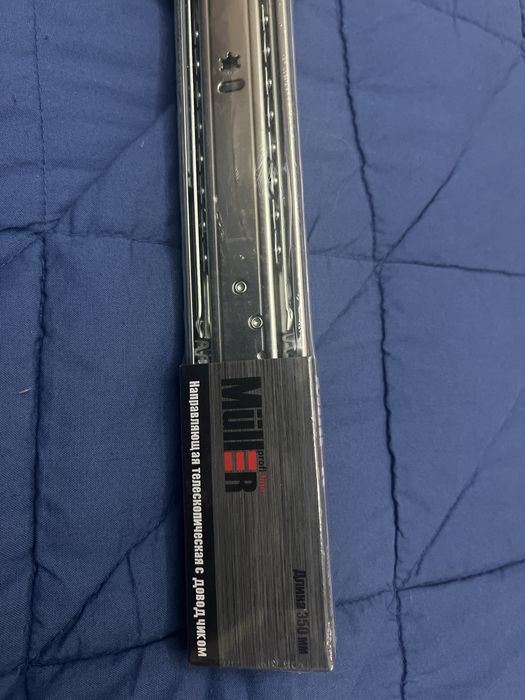 MüllER
profi line
Направляющая телескопическая с доводчиком
Длина 350 мм